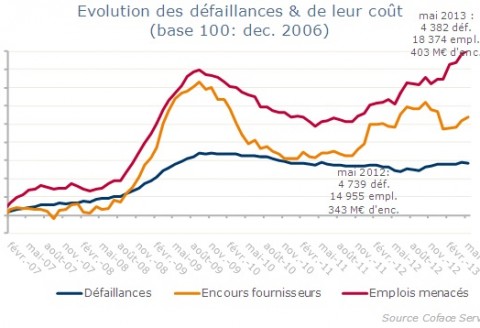 Evolution des défaillances & de leur coût
(base 100: dec. 2006)
mai 2013 :
4 382 déf.
18 374 empl.
403 M€ d'enc.
mai 2012:
4 739 déf.
14 955 empl.
343 M€ d'enc.
févr.-07
mai-07
août-07
nov.-07
févr.-08
mai-08
août-08
nov.-08
févr.-09
mai-09
août-09
nov.-09
févr.-10
mai-10
août-10
nov.-10
févr.-11
mai-11
août-11
nov.-11
févr.-12
mai-12
août-12
nov.-12
févr.-13
ma
Défaillances
Encours fournisseurs
Emplois menacés
Source Coface Serv